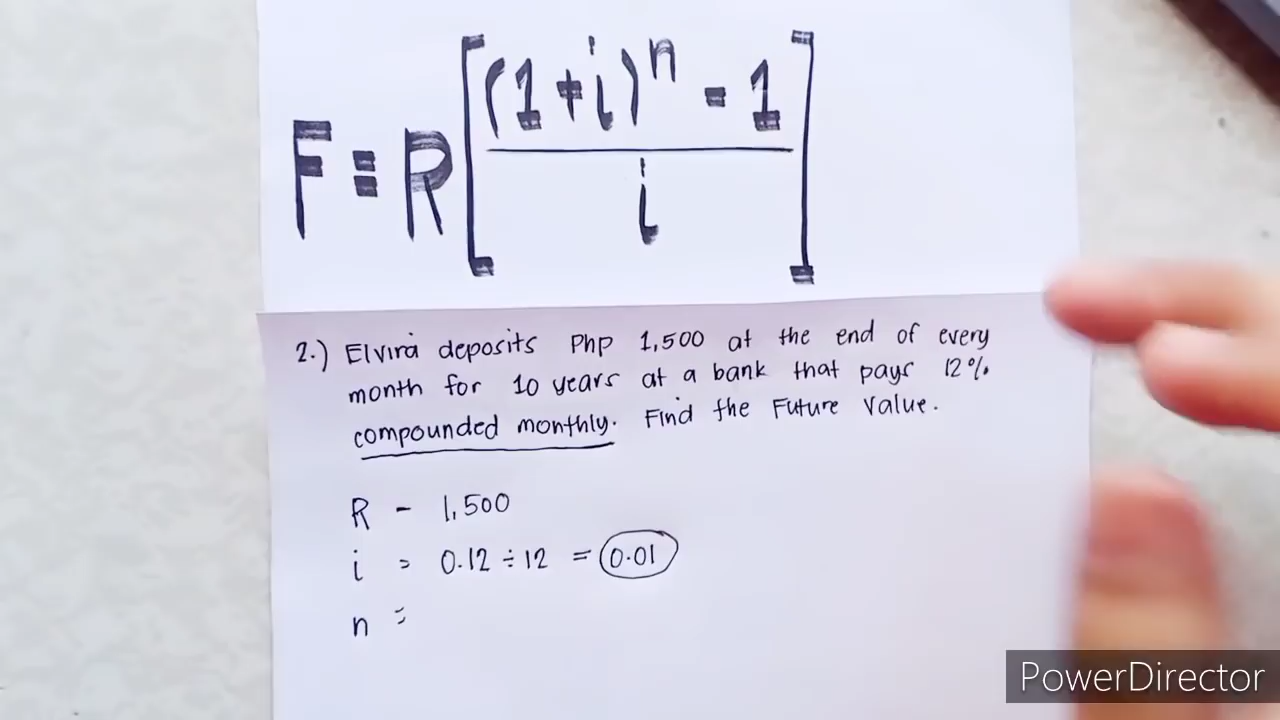 F = R [ (1+i)ⁿ - 1
i ]
2.) Elvira deposits Php 1,500 at the end of every
month for 10 years at a bank that pays 12%
compounded monthly. Find the Future Value.
R - 1,500
i = 0.12 ÷ 12 = 0.01
n =
PowerDirector